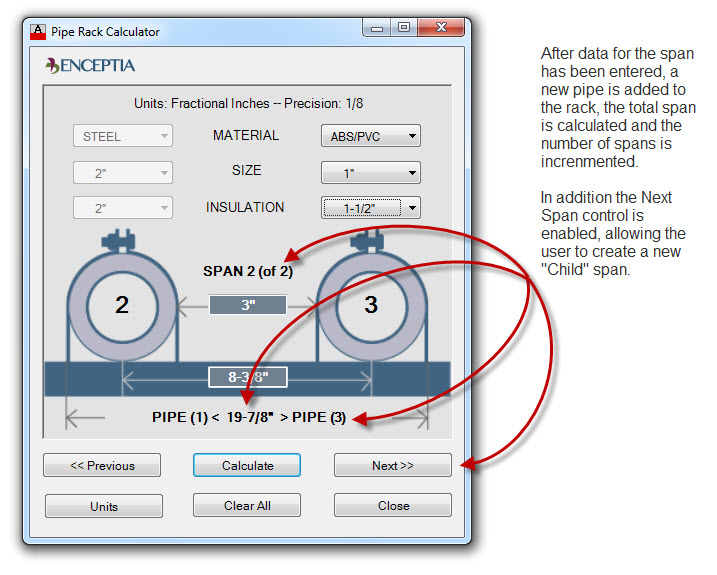 Pipe Rack Calculator
ENCEPTIA
Units: Fractional Inches -- Precision: 1/8
STEEL MATERIAL ABS/PVC
2" SIZE 1"
2" INSULATION 1-1/2"
SPAN 2 (of 2)
2 3" 3
8-3/8"
PIPE (1) < 19-7/8" > PIPE (3)
<< Previous Calculate Next >>
Units Clear All Close
After data for the span
has been entered, a
new pipe is added to
the rack, the total span
is calculated and the
number of spans is
increnmented.
In addition the Next
Span control is
enabled, allowing the
user to create a new
"Child" span.